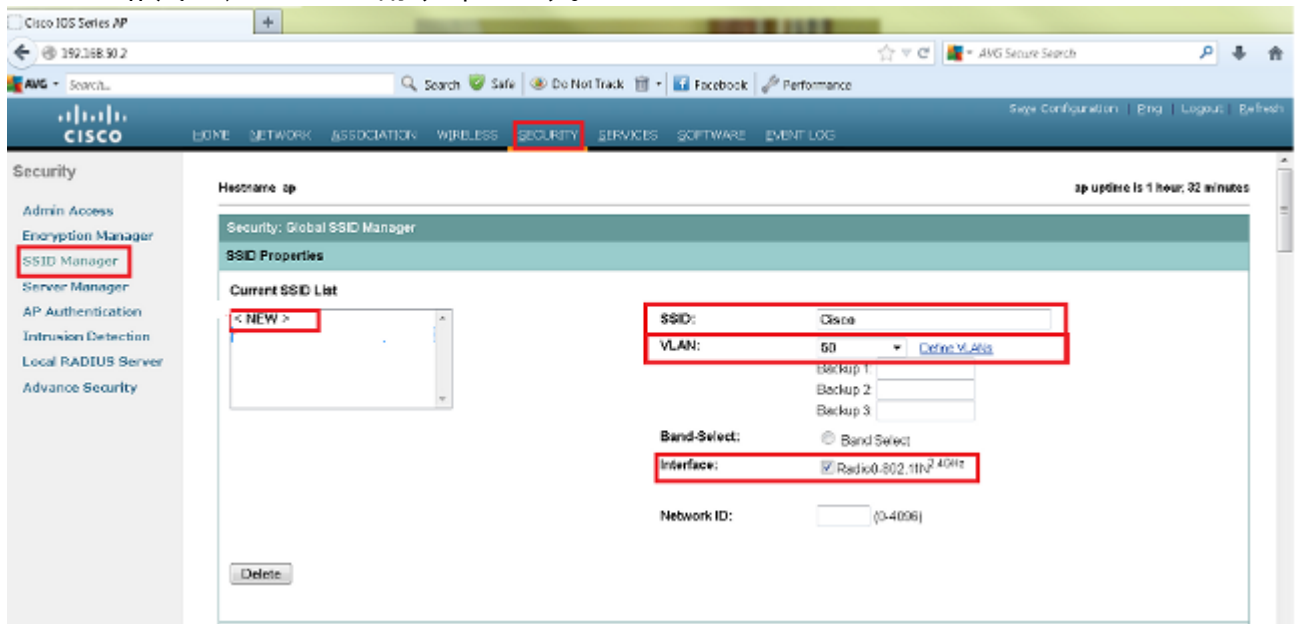 Cisco IOS Series AP
+
192.168.50.2
AVG Secure Search
AVG
Search...
Search
Safe
Do Not Track
Facebook
Performance
CISCO
Save Configuration | Ping | Logout | Refresh
HOME NETWORK ASSOCIATION WIRELESS SECURITY SERVICES SOFTWARE EVENT LOG
Security
Admin Access
Encryption Manager
SSID Manager
Server Manager
AP Authentication
Intrusion Detection
Local RADIUS Server
Advance Security
Hostname ap
ap uptime is 1 hour, 32 minutes
Security: Global SSID Manager
SSID Properties
Current SSID List
< NEW >
SSID: Cisco
VLAN: 50 Define VLANs
Backup 1:
Backup 2:
Backup 3:
Band-Select: Band Select
Interface: Radio0-802.11N 2.4GHz
Network ID: (0-4096)
Delete